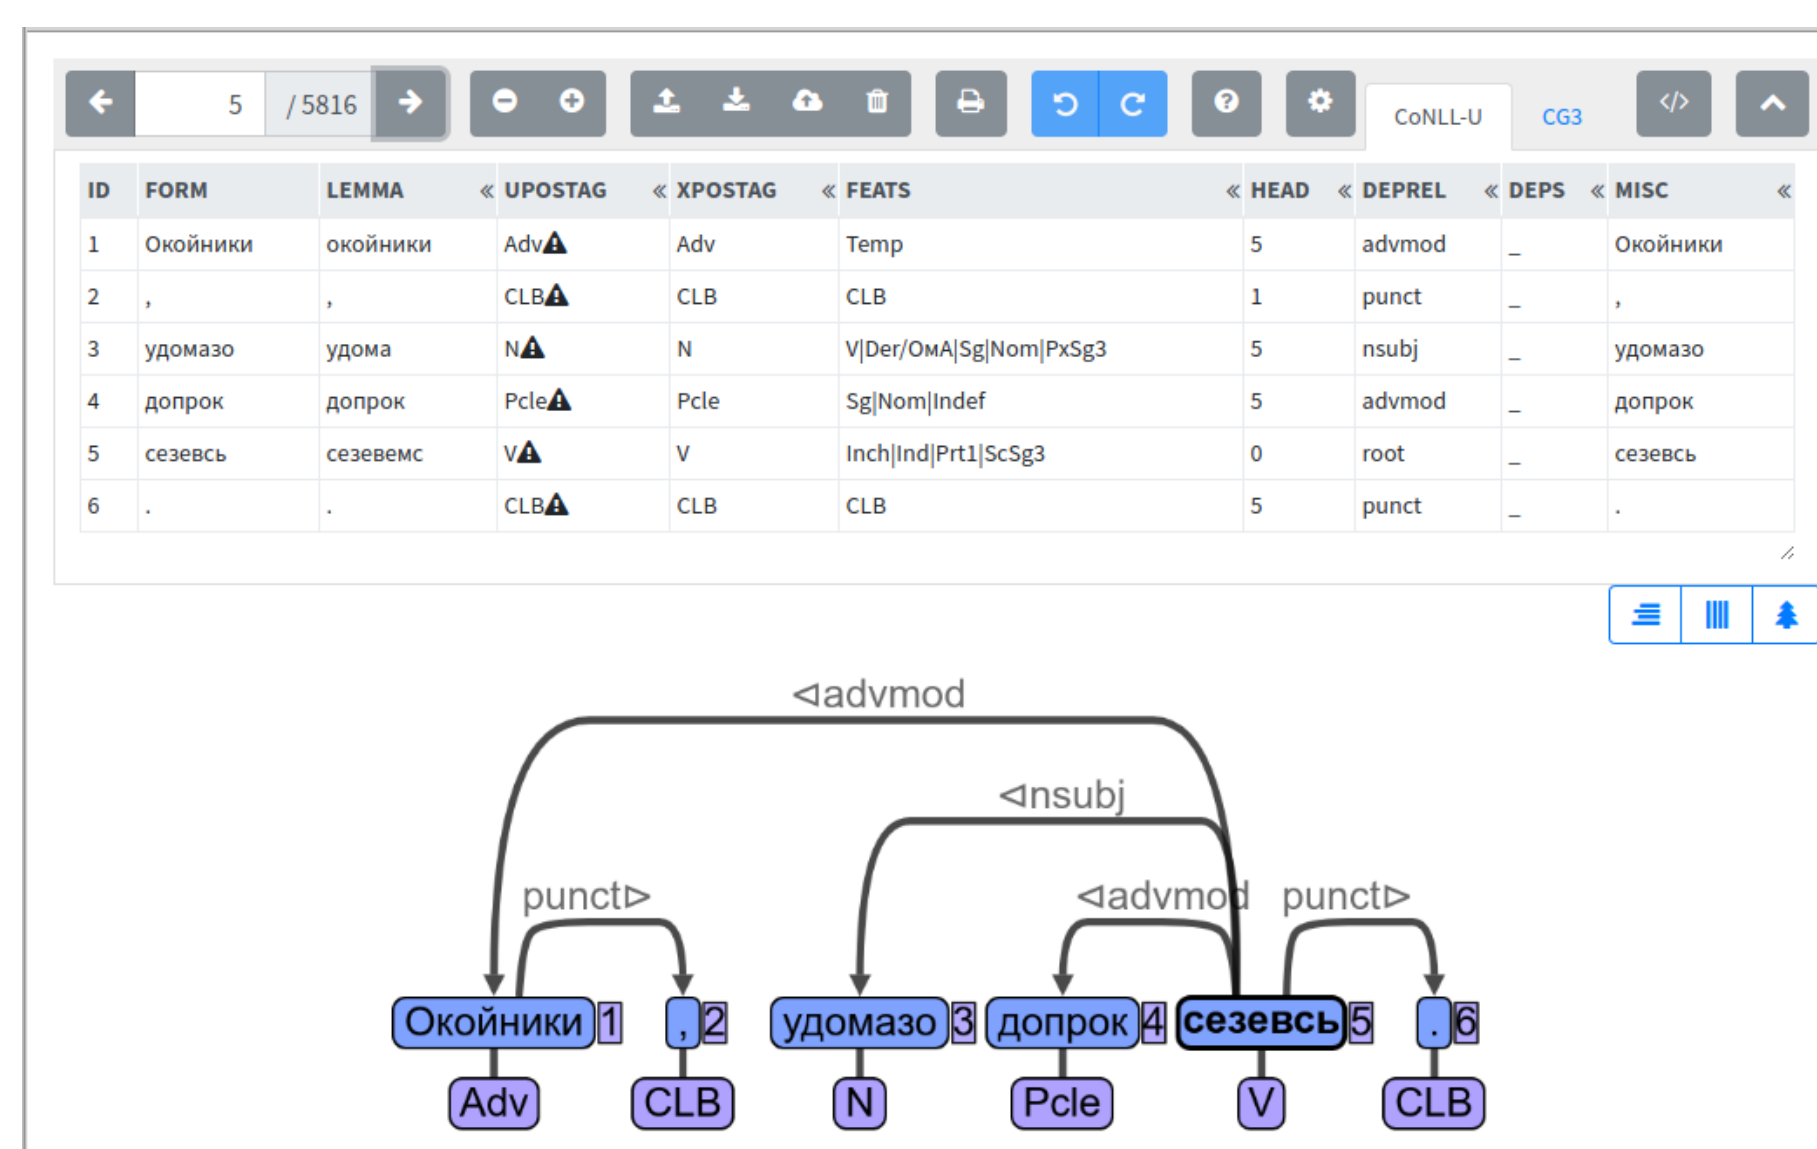 5 / 5816 CoNLL-U CG3 </>
ID FORM LEMMA « UPOSTAG « XPOSTAG « FEATS « HEAD « DEPREL « DEPS « MISC «
1 Окойники окойники Adv Adv Temp 5 advmod _ Окойники
2 , , CLB CLB CLB 1 punct _ ,
3 удомазо удома N N V|Der/ОмА|Sg|Nom|PxSg3 5 nsubj _ удомазо
4 допрок допрок Pcle Pcle Sg|Nom|Indef 5 advmod _ допрок
5 сезевсь сезевемс V V Inch|Ind|Prt1|ScSg3 0 root _ сезевсь
6 . . CLB CLB CLB 5 punct _ .
⊲advmod
⊲nsubj
punct⊳ ⊲advmod punct⊳
Окойники 1 , 2 удомазо 3 допрок 4 сезевсь 5 . 6
Adv CLB N Pcle V CLB